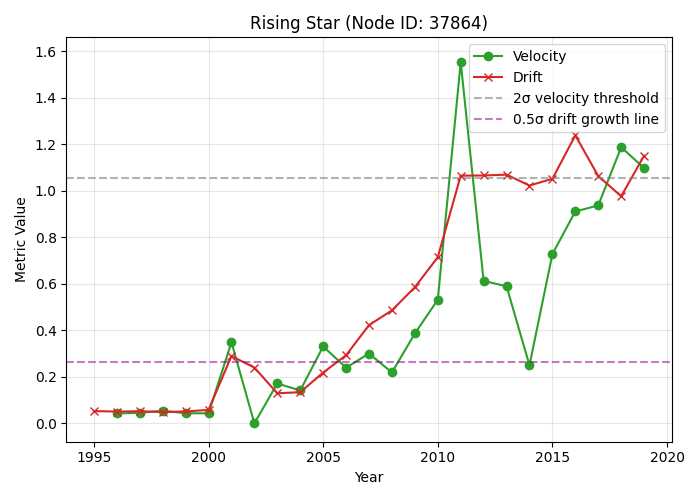 Rising Star (Node ID: 37864)
Velocity
Drift
2σ velocity threshold
0.5σ drift growth line
Metric Value
1.6
1.4
1.2
1.0
0.8
0.6
0.4
0.2
0.0
1995 2000 2005 2010 2015 2020
Year